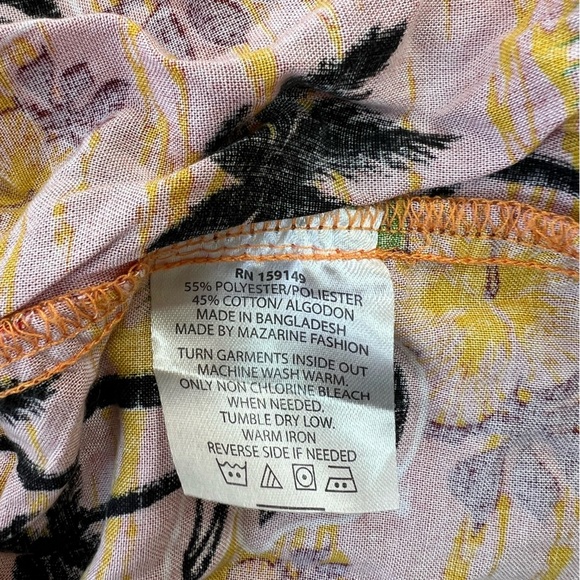 RN 159149
55% POLYESTER/POLIESTER
45% COTTON/ ALGODON
MADE IN BANGLADESH
MADE BY MAZARINE FASHION
TURN GARMENTS INSIDE OUT
MACHINE WASH WARM.
ONLY NON CHLORINE BLEACH
WHEN NEEDED.
TUMBLE DRY LOW.
WARM IRON
REVERSE SIDE IF NEEDED